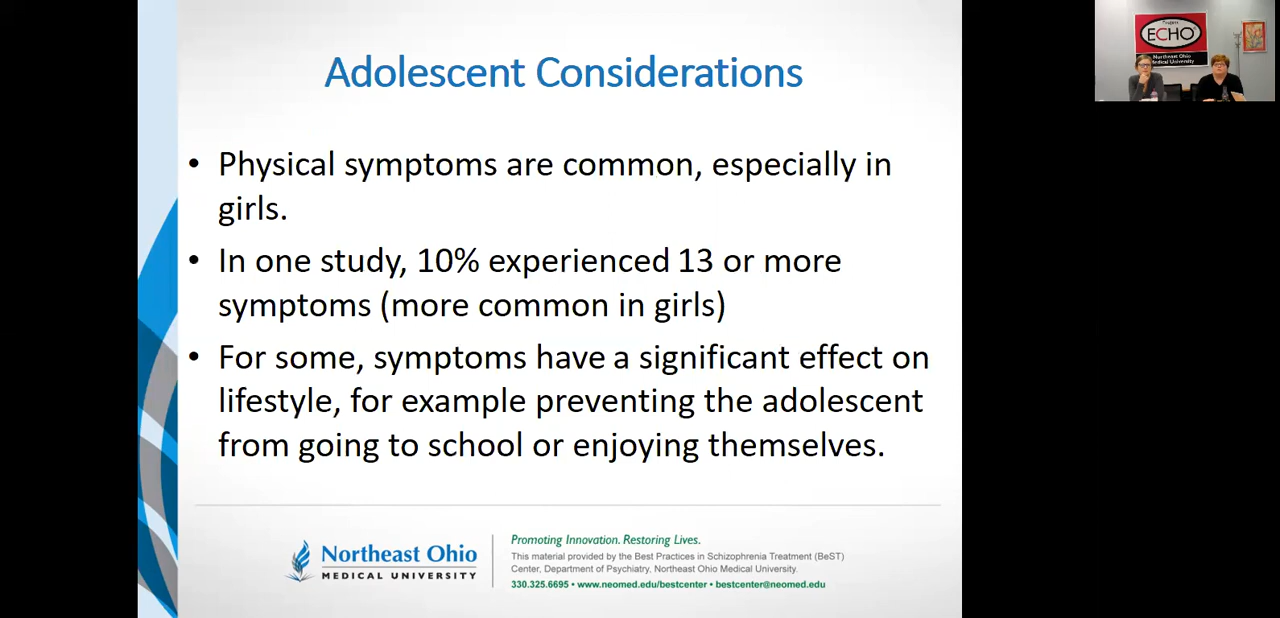 Adolescent Considerations
• Physical symptoms are common, especially in
girls.
• In one study, 10% experienced 13 or more
symptoms (more common in girls)
• For some, symptoms have a significant effect on
lifestyle, for example preventing the adolescent
from going to school or enjoying themselves.
Northeast Ohio
MEDICAL UNIVERSITY
Promoting Innovation. Restoring Lives.
This material provided by the Best Practices in Schizophrenia Treatment (BeST)
Center, Department of Psychiatry, Northeast Ohio Medical University.
330.325.6695 • www.neomed.edu/bestcenter • bestcenter@neomed.edu
ECHO
Northeast Ohio
Medical University